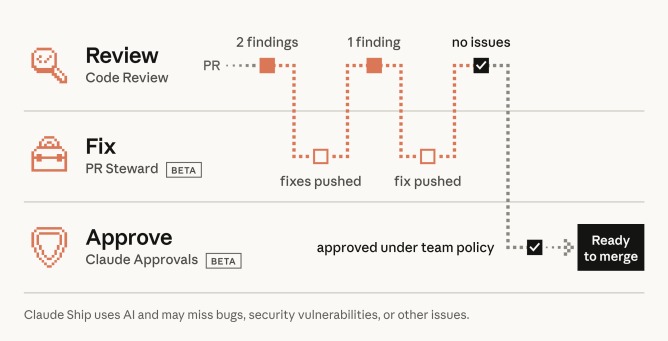 2 findings
1 finding
no issues
Review
Code Review
PR
Fix
PR Steward BETA
fixes pushed
fix pushed
Approve
Claude Approvals BETA
approved under team policy
Ready
to merge
Claude Ship uses AI and may miss bugs, security vulnerabilities, or other issues.